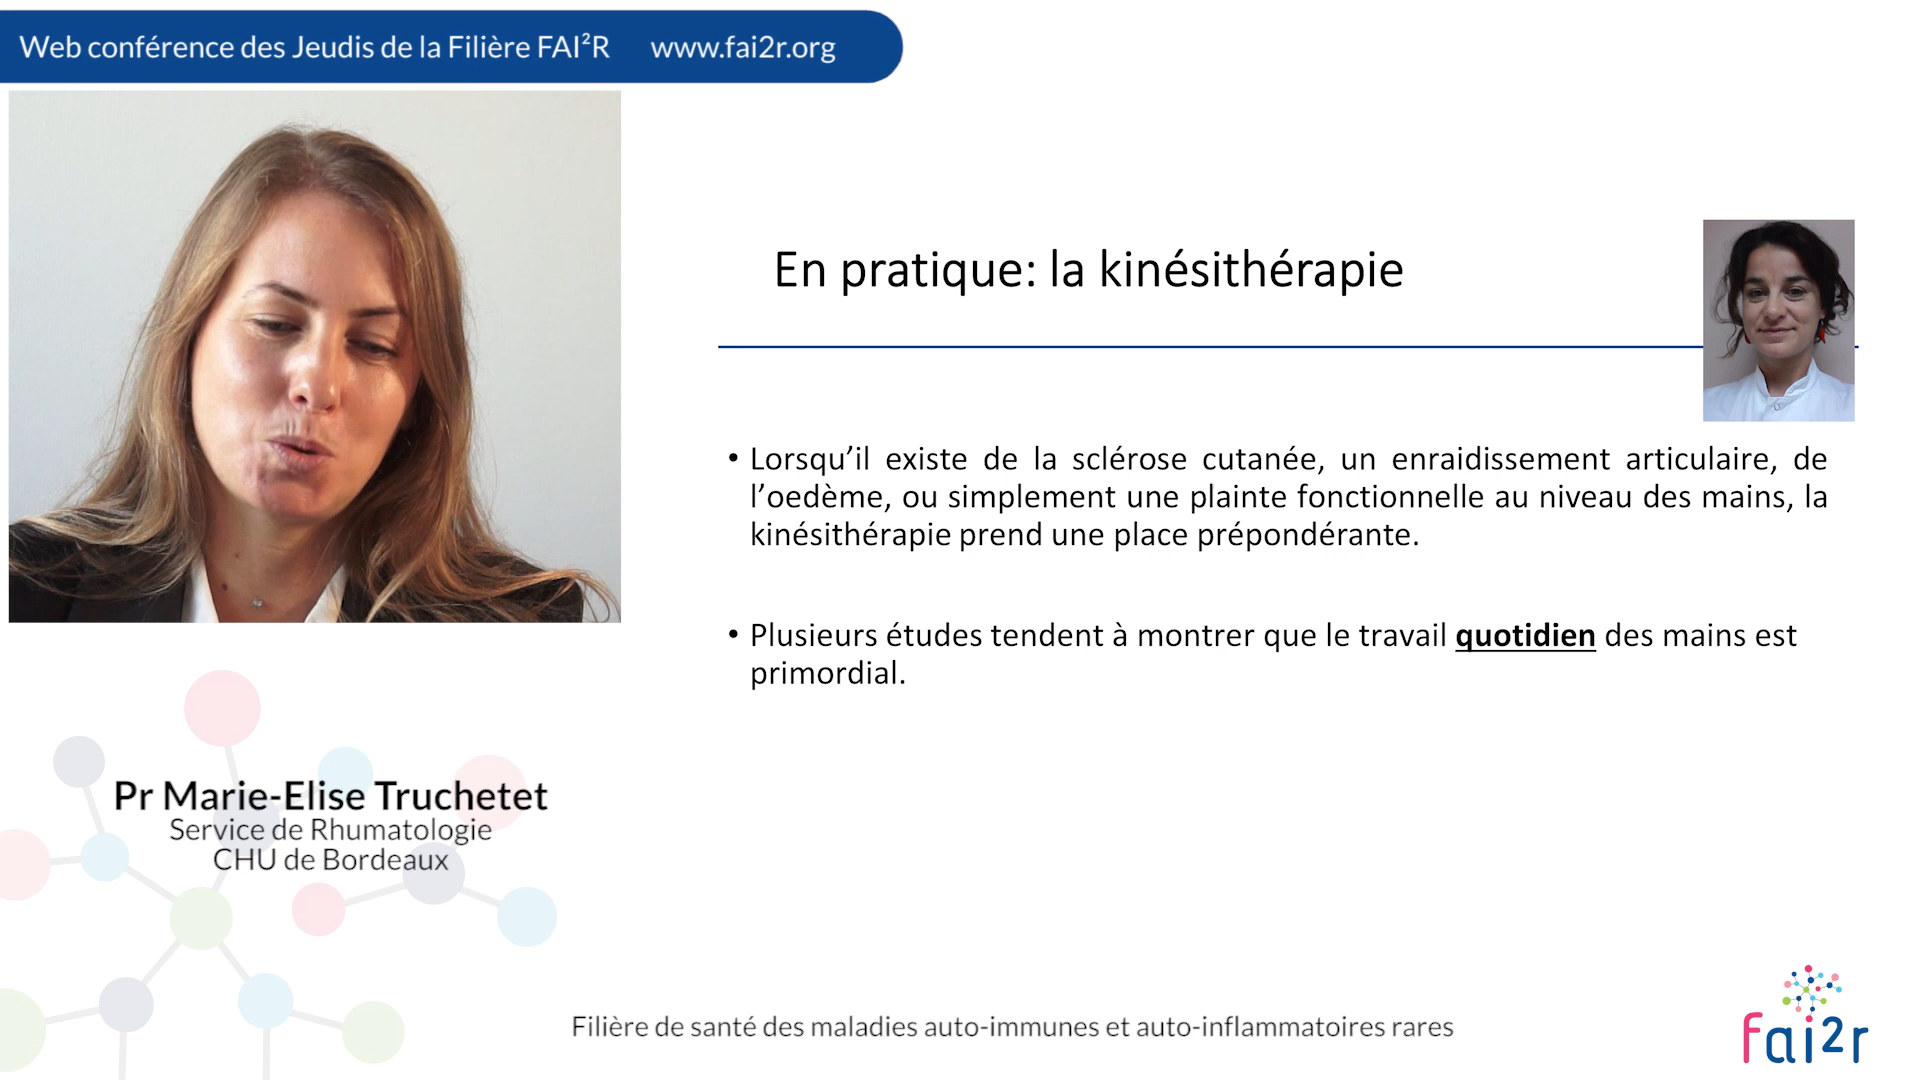 Web conférence des Jeudis de la Filière FAI²R www.fai2r.org
En pratique: la kinésithérapie
• Lorsqu’il existe de la sclérose cutanée, un enraidissement articulaire, de
l’oedème, ou simplement une plainte fonctionnelle au niveau des mains, la
kinésithérapie prend une place prépondérante.
• Plusieurs études tendent à montrer que le travail quotidien des mains est
primordial.
Pr Marie-Elise Truchetet
Service de Rhumatologie
CHU de Bordeaux
Filière de santé des maladies auto-immunes et auto-inflammatoires rares
fai2r